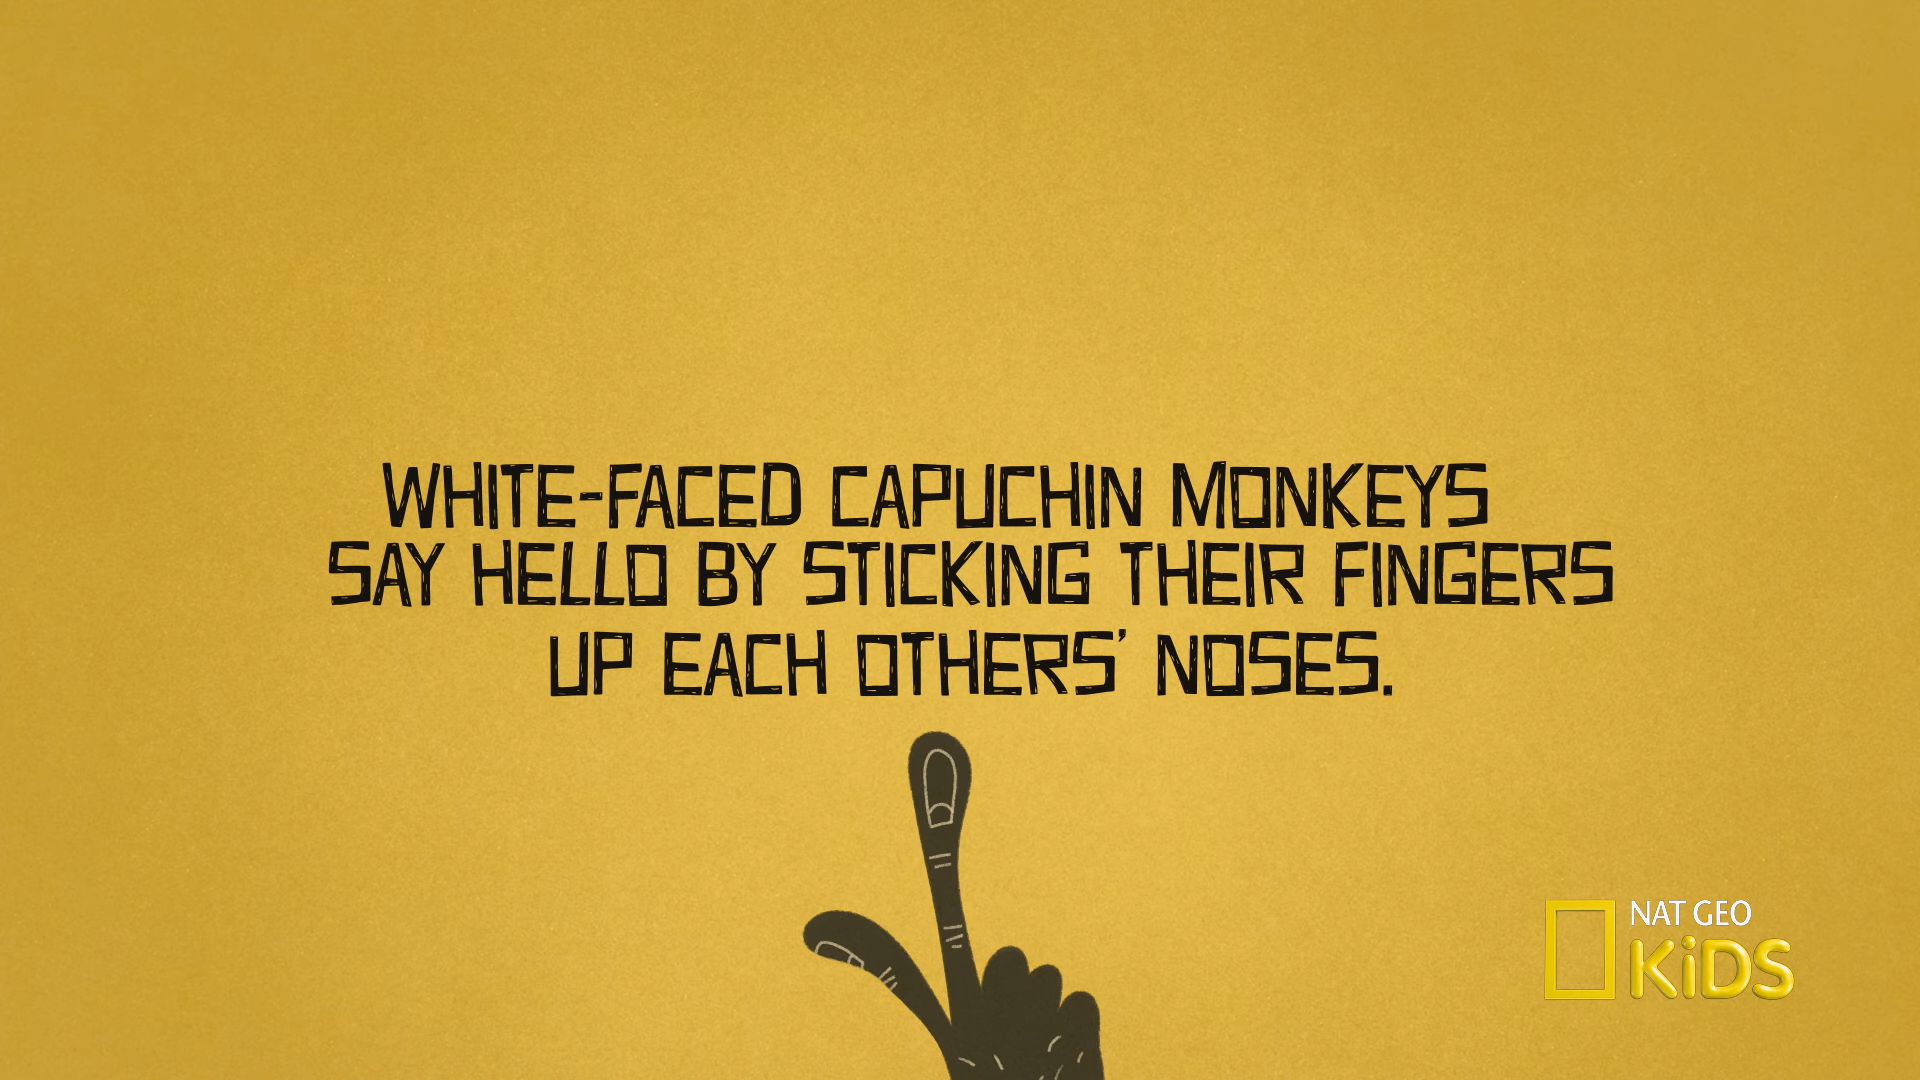 WHITE-FACED CAPUCHIN MONKEYS
SAY HELLO BY STICKING THEIR FINGERS
UP EACH OTHERS' NOSES.
NAT GEO
KiDS